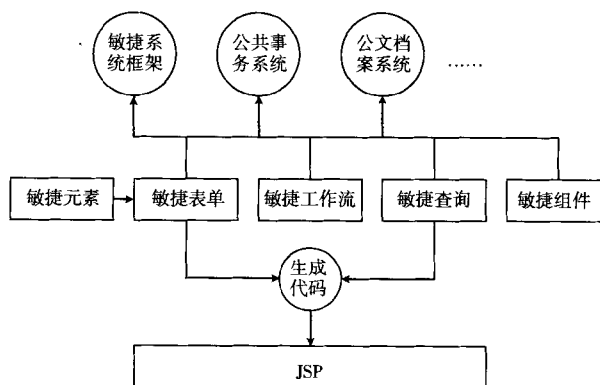 敏捷系
统框架
公共事
务系统
公文档
案系统
……
敏捷元素
敏捷表单
敏捷工作流
敏捷查询
敏捷组件
生成
代码
JSP